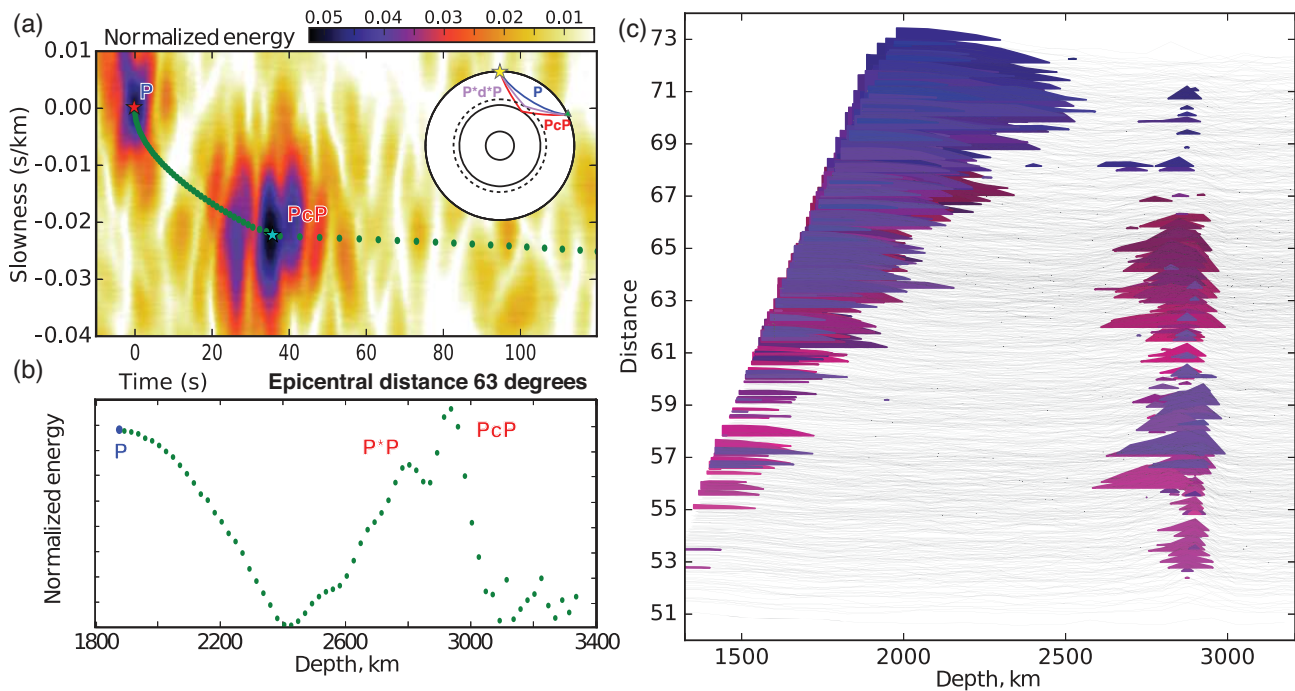 (a)
Normalized energy
0.05 0.04 0.03 0.02 0.01
Slowness (s/km)
0.01
0.00
-0.01
-0.02
-0.03
-0.04
P
PcP
P*d*P
P
PcP
0 20 40 60 80 100
Time (s)
Epicentral distance 63 degrees
(b)
Normalized energy
P
P*P
PcP
1800 2200 2600 3000 3400
Depth, km
(c)
Distance
73
71
69
67
65
63
61
59
57
55
53
51
1500 2000 2500 3000
Depth, km